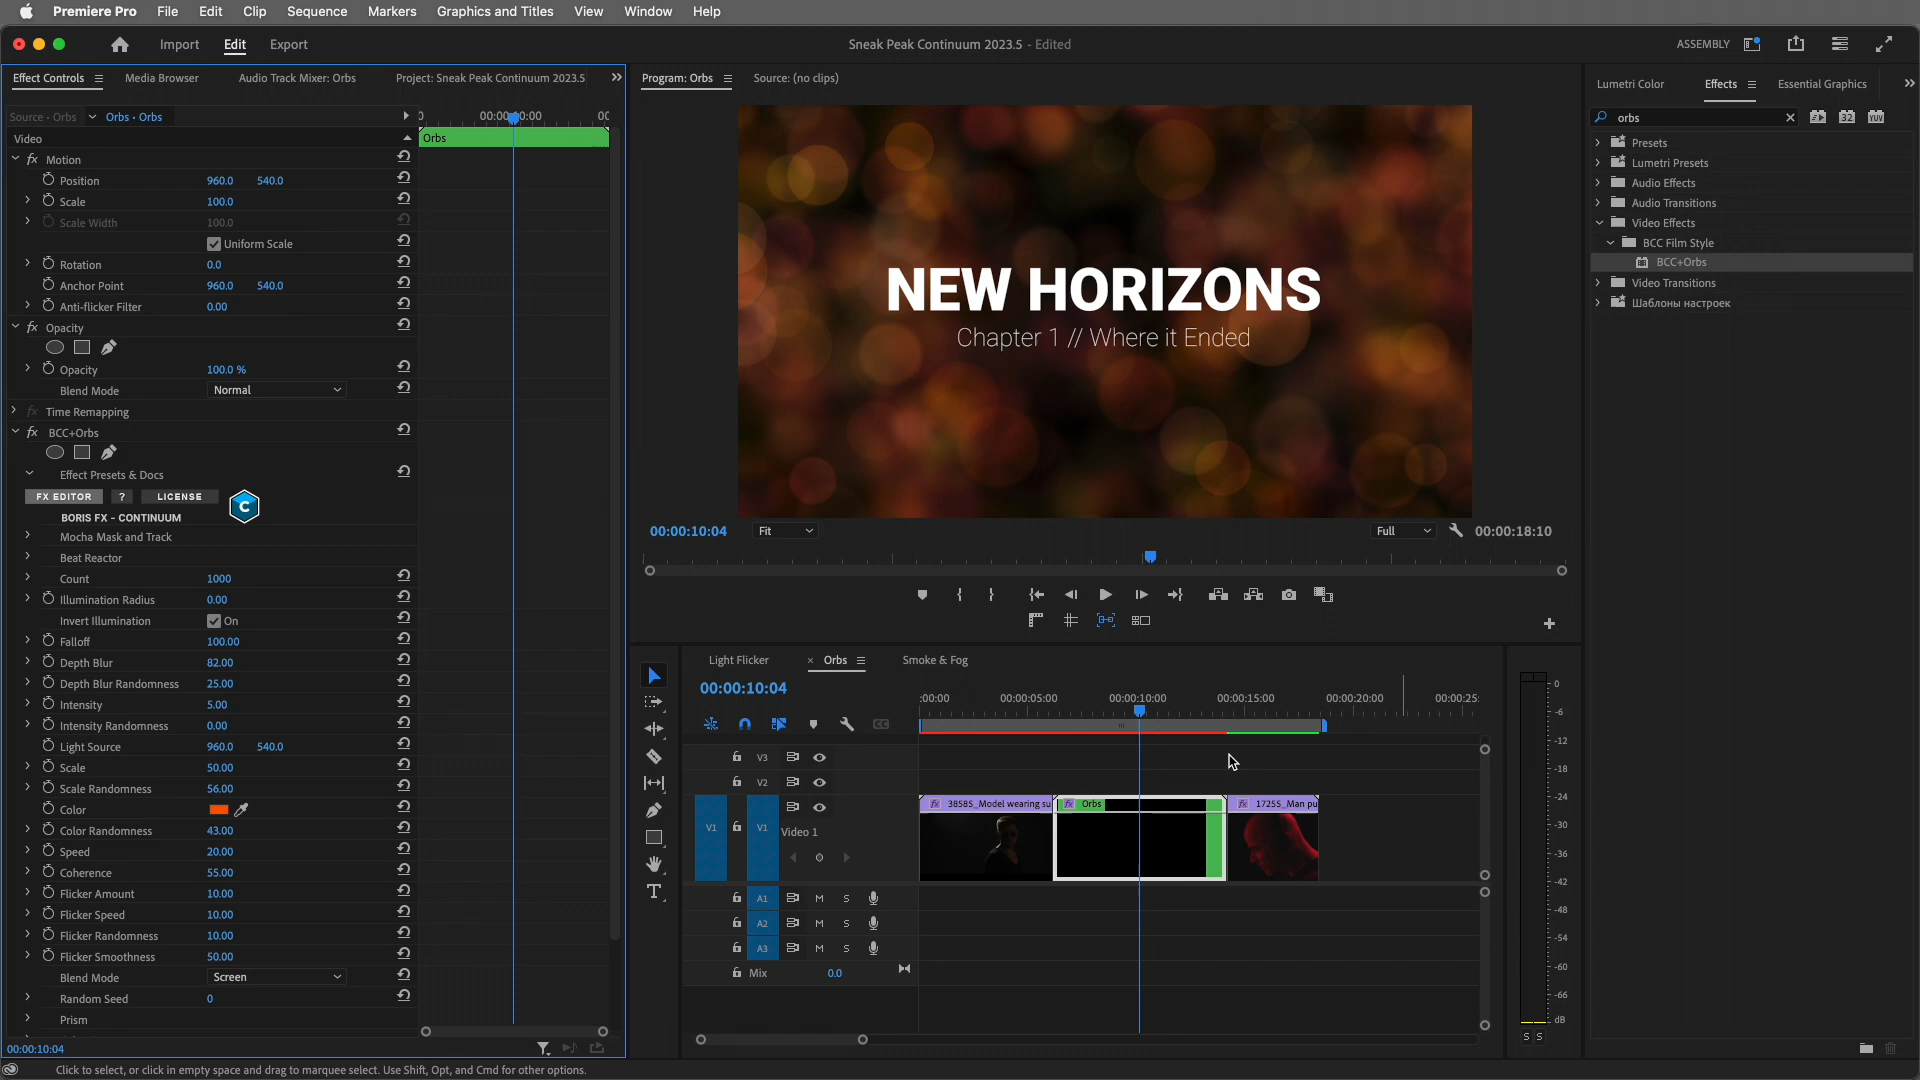 Premiere Pro File Edit Clip Sequence Markers Graphics and Titles View Window Help
Import Edit Export Sneak Peak Continuum 2023.5 - Edited ASSEMBLY
Effect Controls Media Browser Audio Track Mixer: Orbs Project: Sneak Peak Continuum 2023.5
Source · Orbs Orbs · Orbs
Video
Motion
Position 960.0 540.0
Scale 100.0
Scale Width 100.0
Uniform Scale
Rotation 0.0
Anchor Point 960.0 540.0
Anti-flicker Filter 0.00
Opacity
Opacity 100.0 %
Blend Mode Normal
Time Remapping
BCC+Orbs
Effect Presets & Docs
FX EDITOR ? LICENSE C
BORIS FX - CONTINUUM
Mocha Mask and Track
Beat Reactor
Count 1000
Illumination Radius 0.00
Invert Illumination On
Falloff 100.00
Depth Blur 82.00
Depth Blur Randomness 25.00
Intensity 5.00
Intensity Randomness 0.00
Light Source 960.0 540.0
Scale 50.00
Scale Randomness 56.00
Color
Color Randomness 43.00
Speed 20.00
Coherence 55.00
Flicker Amount 10.00
Flicker Speed 10.00
Flicker Randomness 10.00
Flicker Smoothness 50.00
Blend Mode Screen
Random Seed 0
Prism
00:00:10:04
Orbs
Program: Orbs Source: (no clips)
NEW HORIZONS
Chapter 1 // Where it Ended
00:00:10:04 Fit Full 00:00:18:10
Light Flicker × Orbs Smoke & Fog
00:00:10:04
:00:00 00:00:05:00 00:00:10:00 00:00:15:00 00:00:20:00 00:00:25:
V3
V2
V1 V1 Video 1
fx 38585_Model wearing su fx Orbs fx 17255_Man pu
A1 M S
A2 M S
A3 M S
Mix 0.0
0
-6
-12
-18
-24
-30
-36
-42
-48
-54
-60
-66
dB
S S
Lumetri Color Effects Essential Graphics
orbs 32 YUV
Presets
Lumetri Presets
Audio Effects
Audio Transitions
Video Effects
BCC Film Style
BCC+Orbs
Video Transitions
Шаблоны настроек
Click to select, or click in empty space and drag to marquee select. Use Shift, Opt, and Cmd for other options.